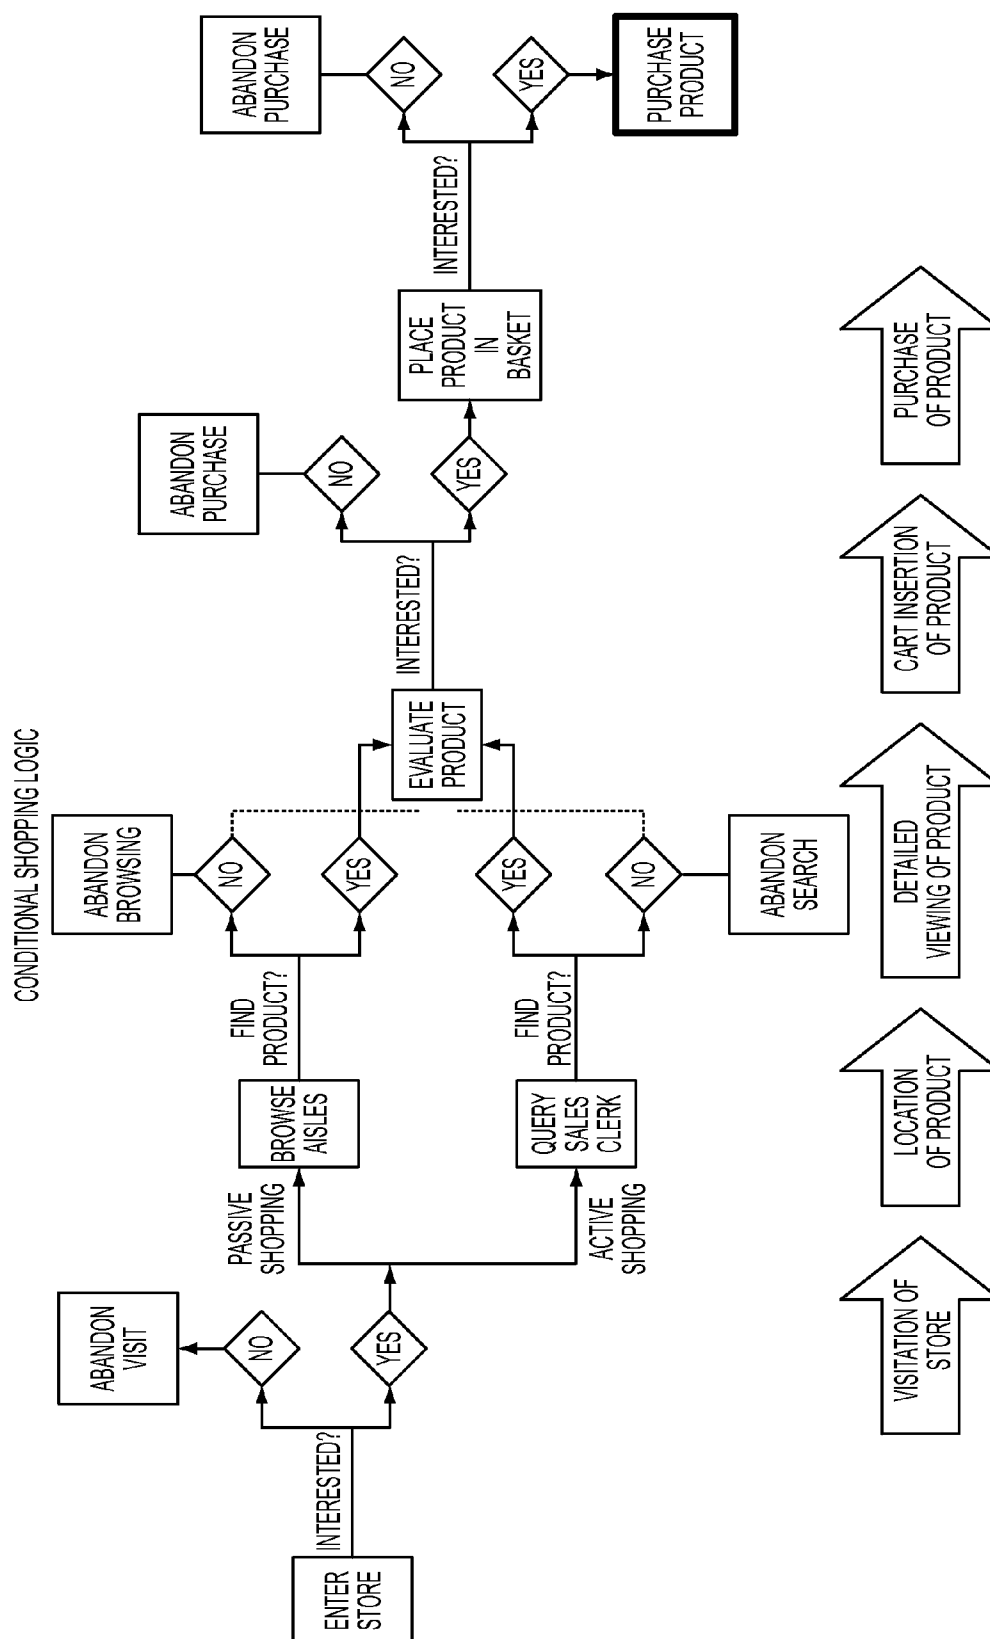 CONDITIONAL SHOPPING LOGIC
ENTER
STORE
INTERESTED?
NO
ABANDON
VISIT
YES
PASSIVE
SHOPPING
BROWSE
AISLES
FIND
PRODUCT?
NO
ABANDON
BROWSING
YES
ACTIVE
SHOPPING
QUERY
SALES
CLERK
FIND
PRODUCT?
YES
NO
ABANDON
SEARCH
EVALUATE
PRODUCT
INTERESTED?
NO
ABANDON
PURCHASE
YES
PLACE
PRODUCT
IN
BASKET
INTERESTED?
NO
ABANDON
PURCHASE
YES
PURCHASE
PRODUCT
VISITATION OF
STORE
LOCATION
OF PRODUCT
DETAILED
VIEWING OF PRODUCT
CART INSERTION
OF PRODUCT
PURCHASE
OF PRODUCT